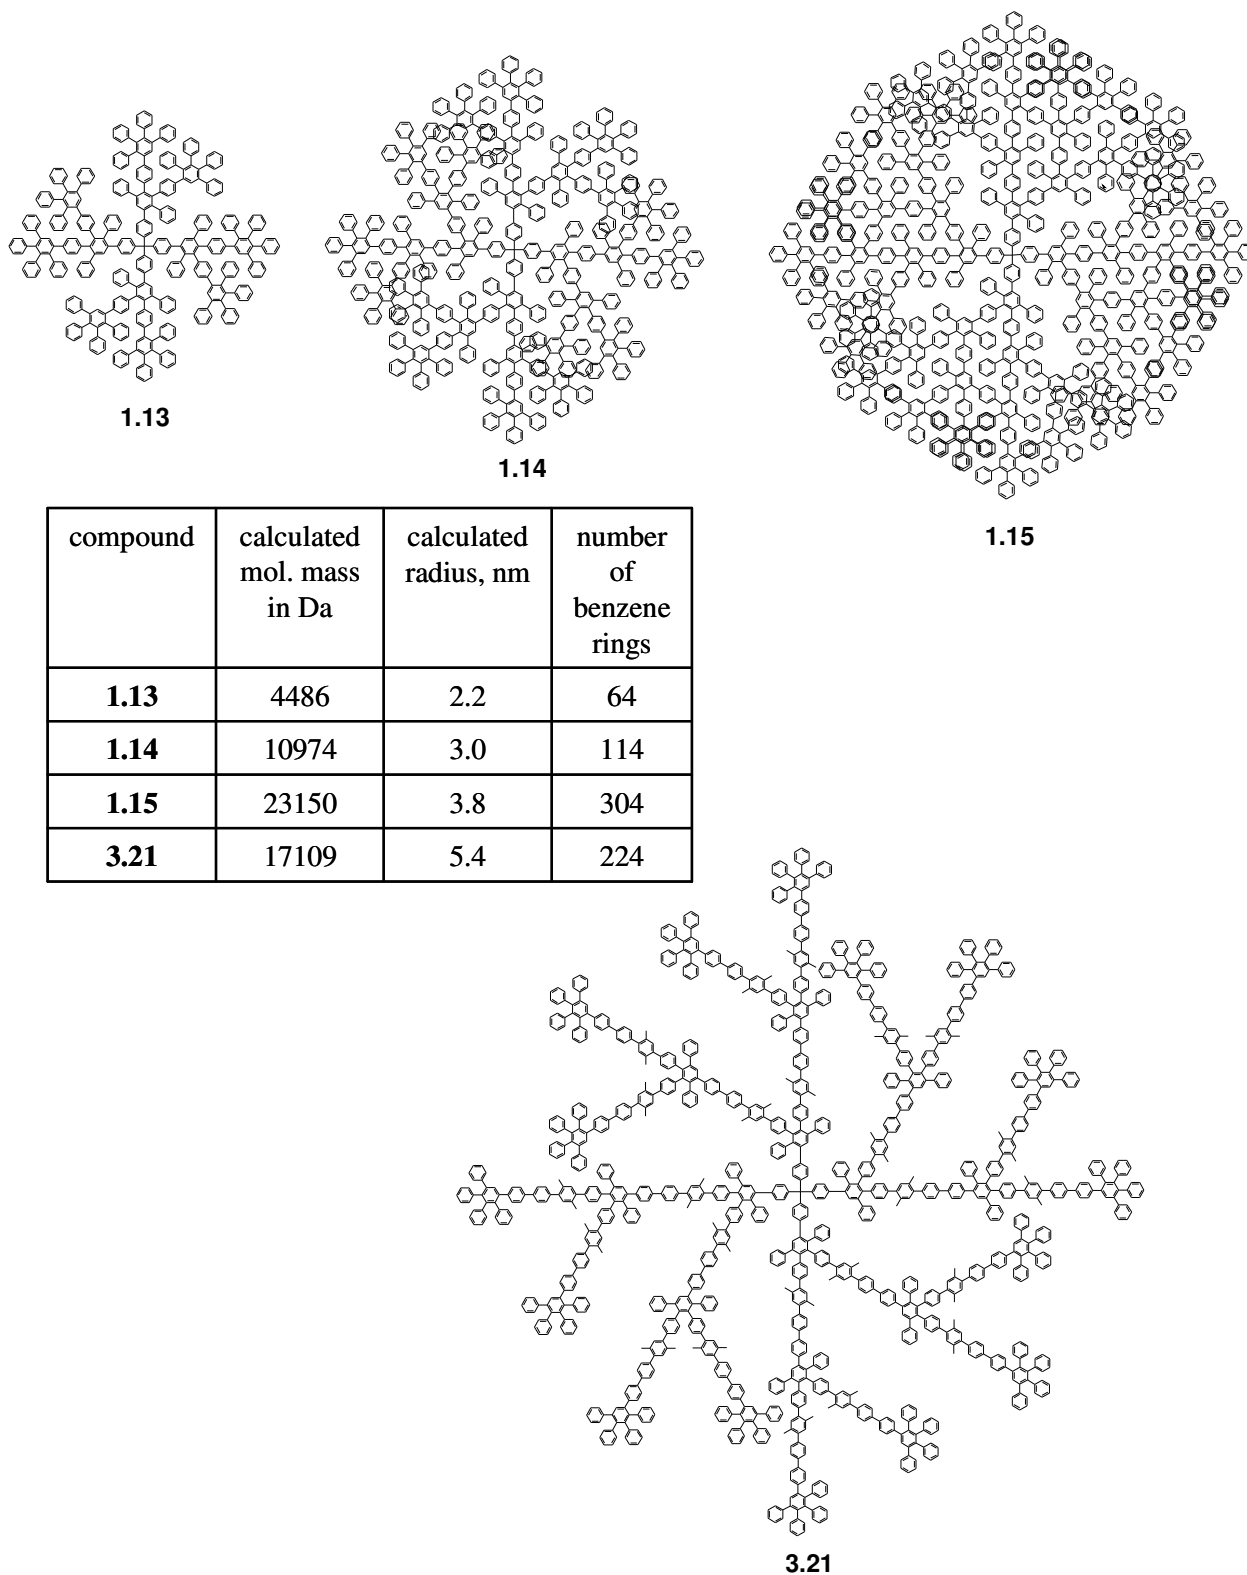 1.13
1.14
1.15
compound
calculated
mol. mass
in Da
calculated
radius, nm
number
of
benzene
rings
1.13 4486 2.2 64
1.14 10974 3.0 114
1.15 23150 3.8 304
3.21 17109 5.4 224
3.21